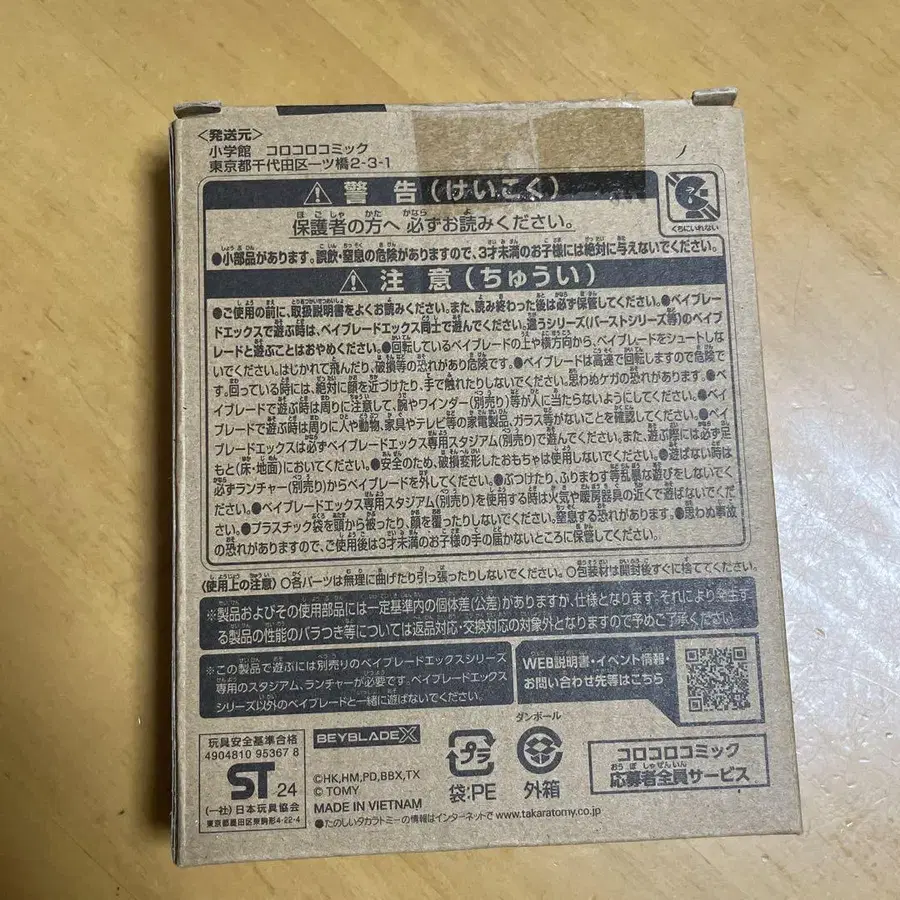 〈発送元〉
小学館 コロコロコミック
東京都千代田区一ツ橋2-3-1
警告(けいこく)
くちにいれない
保護者の方へ 必ずお読みください。
●小部品があります。誤飲・窒息の危険がありますので、3才未満のお子様には絶対に与えないでください。
注意(ちゅうい)
●ご使用の前に、取扱説明書をよくお読みください。また、読み終わった後は必ず保管してください。●ベイブレー
ドエックスで遊ぶ時は、ベイブレードエックス同士で遊んでください。違うシリーズ(バーストシリーズ等)のベイブ
レードと遊ぶことはおやめください。●回転しているベイブレードの上や横方向から、ベイブレードをシュートしな
いでください。はじかれて飛んだり、破損等の恐れがあり危険です。●ベイブレードは高速で回転しますので危険で
す。回っている時には、絶対に顔を近づけたり、手で触れたりしないでください。思わぬケガの恐れがあります。●ベ
イブレードで遊ぶ時は周りに注意して、腕やワインダー(別売り)等が人に当たらないようにしてください。●ベイブレ
ードで遊ぶ時は周りに人や動物、家具やテレビ等の家電製品、ガラス等がないことを確認してください。●ベイ
ブレードエックスは必ずベイブレードエックス専用スタジアム(別売り)で遊んでください。また、遊ぶ際には必ず足
もと(床・地面)においてください。●安全のため、破損変形したおもちゃは使用しないでください。●遊ばない時は
必ずランチャー(別売り)からベイブレードを外してください。●ぶつけたり、ふりまわす等乱暴な遊びをしないでく
ださい。●ベイブレードエックス専用スタジアム(別売り)を使用する時は火気や暖房器具の近くで遊ばないでくだ
さい。●プラスチック袋を頭から被ったり、顔を覆ったりしないでください。窒息する恐れがあります。●思わぬ事故
の恐れがありますので、ご使用後は3才未満のお子様の手の届かないところに保管してください。
〈使用上の注意〉○各パーツは無理に曲げたり引っ張ったりしないでください。○包装材は開封後すぐに捨ててください。
※製品およびその使用部品には一定基準内の個体差(公差)がありますが、仕様となります。それにより発生す
る製品の性能のバラつき等については返品対応・交換対応の対象外となりますので予めご了承ください
※この製品で遊ぶには別売りのベイブレードエックスシリーズ
専用のスタジアム、ランチャーが必要です。ベイブレードエックス
シリーズ以外のベイブレードと一緒に遊ばないでください。
WEB説明書・イベント情報・
お問い合わせ先等はこちら
玩具安全基準合格
4904810 95367 8
ST 24
(一社)日本玩具協会
東京都墨田区東駒形4-22-4
BEYBLADE X
©HK,HM,PD,BBX,TX
© TOMY
MADE IN VIETNAM
●たのしいタカラトミーの情報はインターネットで www.takaratomy.co.jp
プラ
袋:PE
ダンボール
外箱
コロコロコミック
応募者全員サービス